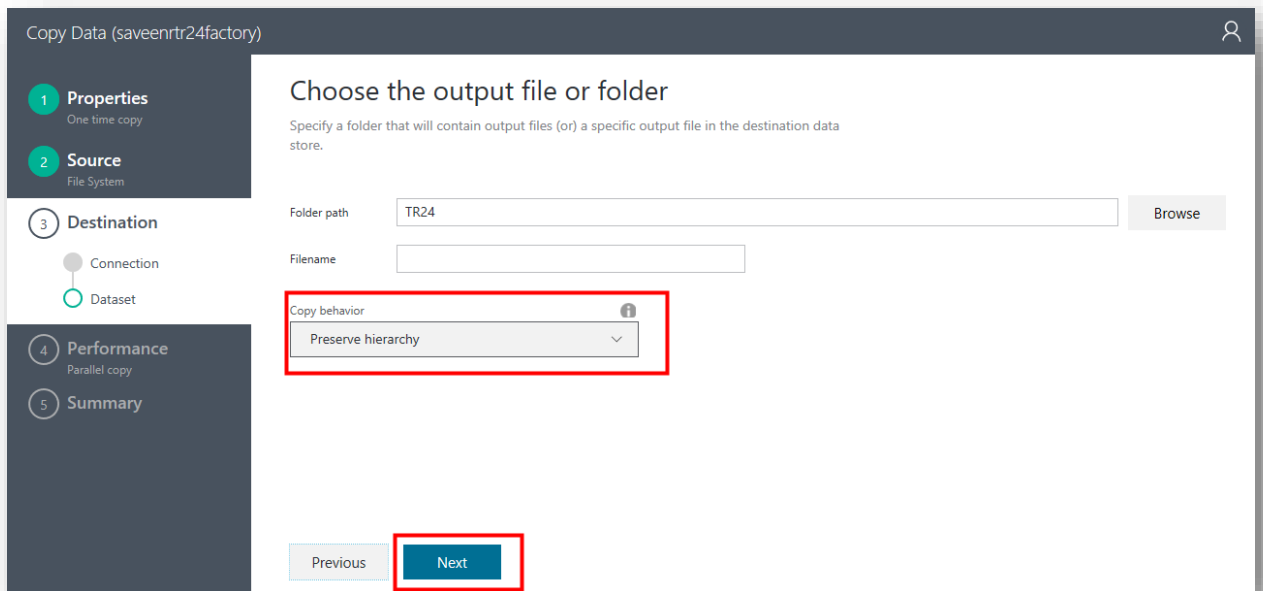 Copy Data (saveenrtr24factory)
1 Properties
One time copy
2 Source
File System
3 Destination
Connection
Dataset
4 Performance
Parallel copy
5 Summary
Choose the output file or folder
Specify a folder that will contain output files (or) a specific output file in the destination data
store.
Folder path TR24 Browse
Filename
Copy behavior
Preserve hierarchy
Previous Next